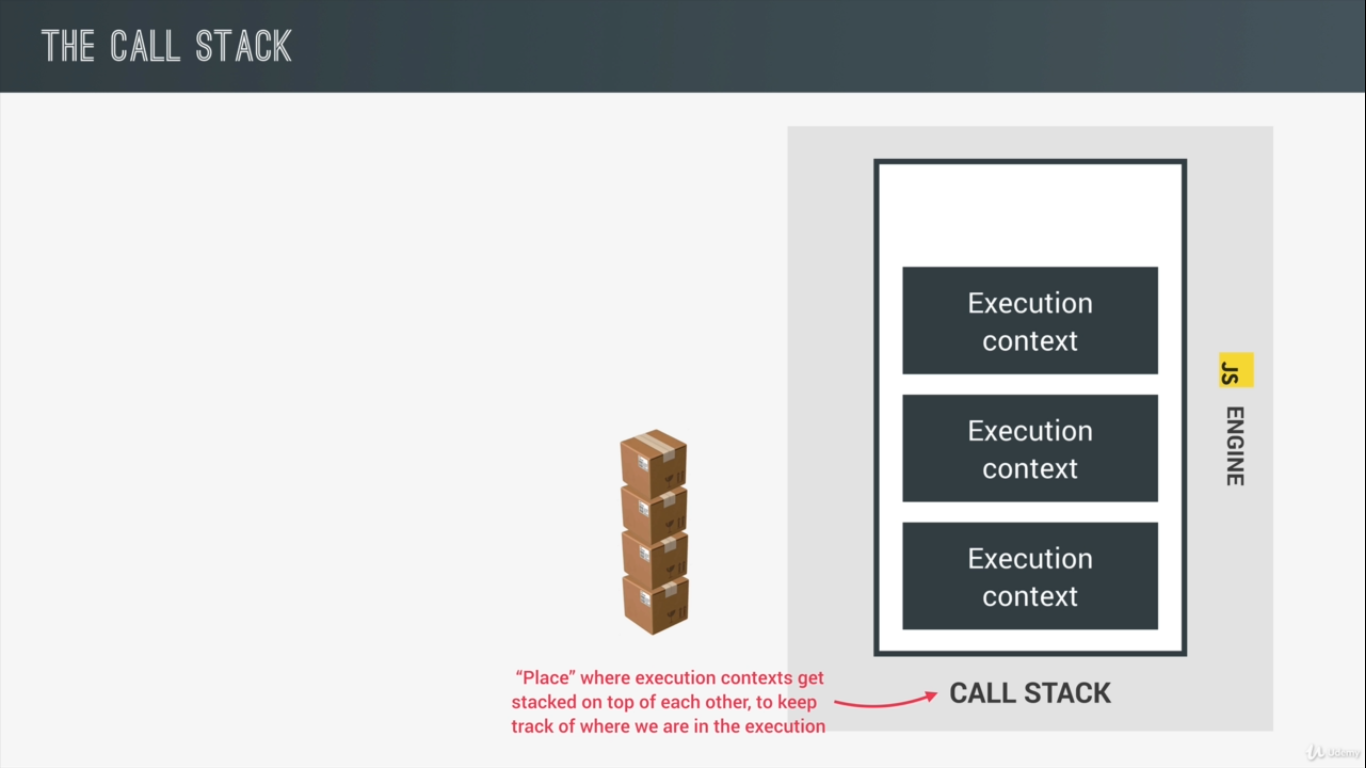 THE CALL STACK
Execution
context
Execution
context
Execution
context
JS
ENGINE
“Place” where execution contexts get
stacked on top of each other, to keep
track of where we are in the execution
CALL STACK
Udemy